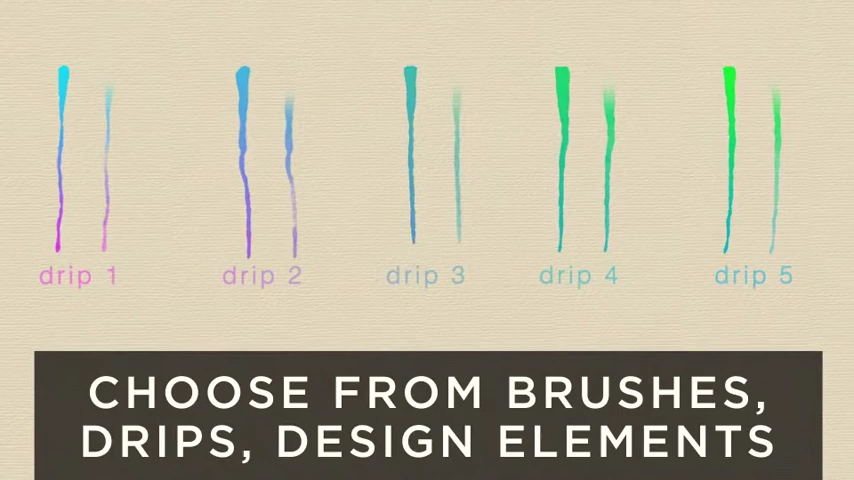 drip 1 drip 2 drip 3 drip 4 drip 5
CHOOSE FROM BRUSHES,
DRIPS, DESIGN ELEMENTS